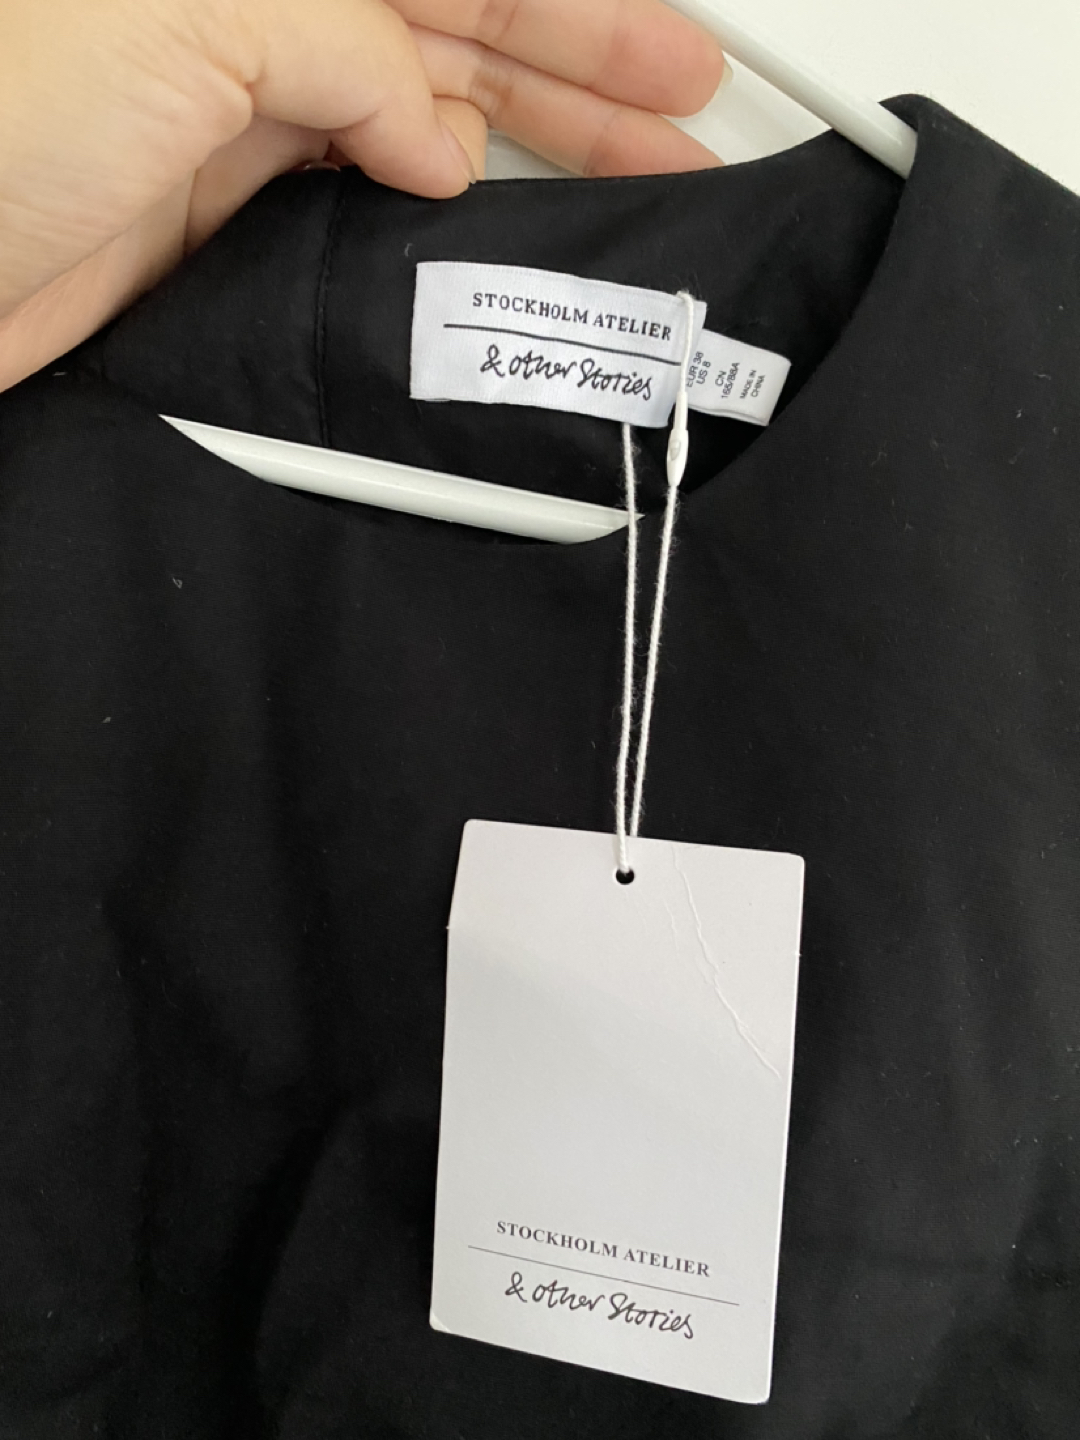 STOCKHOLM ATELIER
& other Stories
EUR 38
US 8
CN
165/88A
MADE IN
CHINA
STOCKHOLM ATELIER
& other Stories